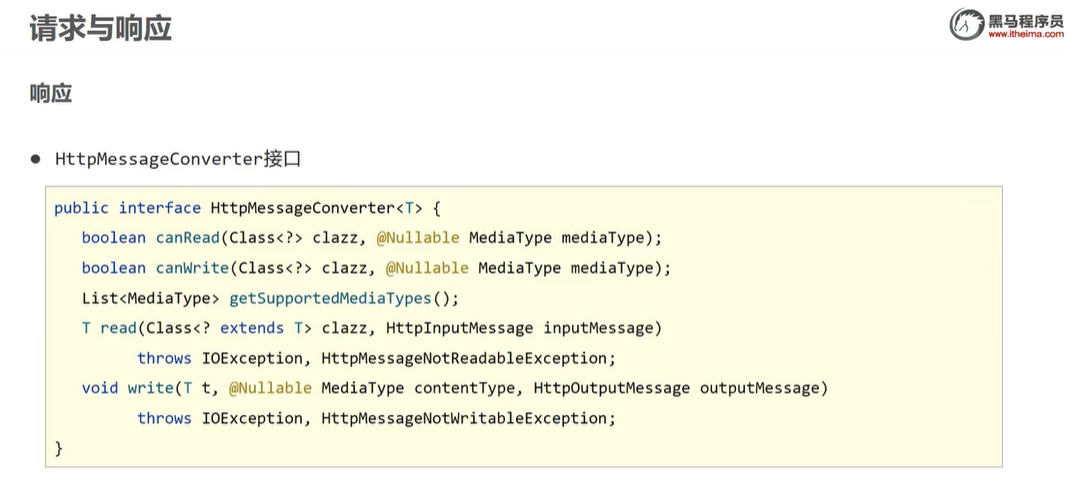 请求与响应
黑马程序员
www.itheima.com
响应
● HttpMessageConverter接口
public interface HttpMessageConverter<T> {
boolean canRead(Class<?> clazz, @Nullable MediaType mediaType);
boolean canWrite(Class<?> clazz, @Nullable MediaType mediaType);
List<MediaType> getSupportedMediaTypes();
T read(Class<? extends T> clazz, HttpInputMessage inputMessage)
throws IOException, HttpMessageNotReadableException;
void write(T t, @Nullable MediaType contentType, HttpOutputMessage outputMessage)
throws IOException, HttpMessageNotWritableException;
}